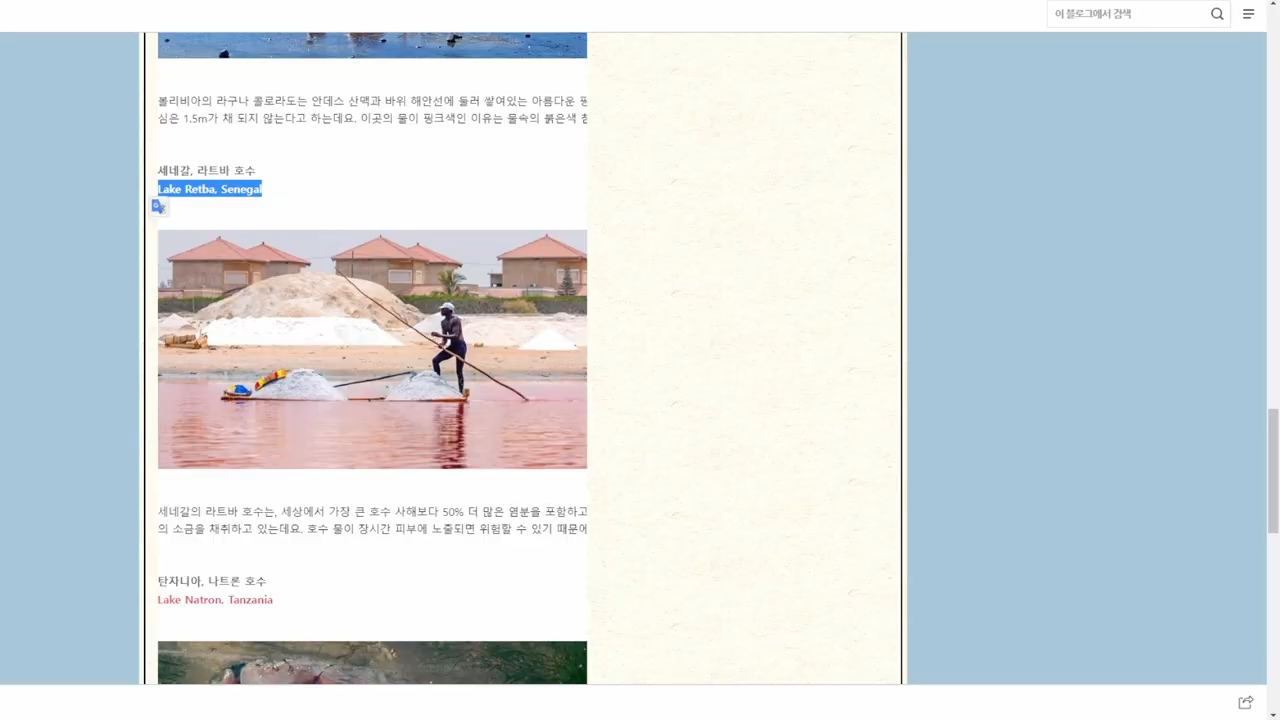 이 블로그에서 검색
볼리비아의 라구나 콜로라도는 안데스 산맥과 바위 해안선에 둘러 쌓여있는 아름다운
심은 1.5m가 채 되지 않는다고 하는데요. 이곳의 물이 핑크색인 이유는 물속의 붉은색
세네갈, 라트바 호수
Lake Retba, Senegal
세네갈의 라트바 호수는, 세상에서 가장 큰 호수 사해보다 50% 더 많은 염분을 포함하고
의 소금을 채취하고 있는데요. 호수 물이 장시간 피부에 노출되면 위험할 수 있기 때문에
탄자니아, 나트론 호수
Lake Natron, Tanzania